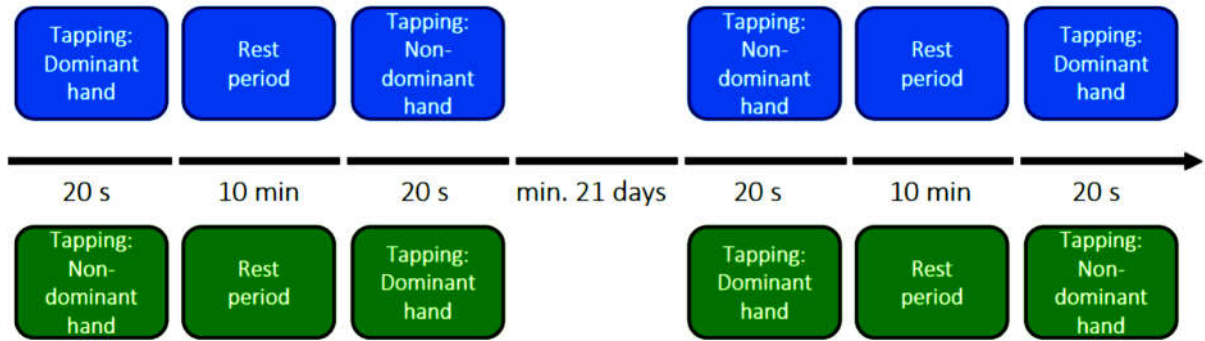 Tapping:
Dominant
hand
Rest
period
Tapping:
Non-
dominant
hand
Tapping:
Non-
dominant
hand
Rest
period
Tapping:
Dominant
hand
20 s
10 min
20 s
min. 21 days
20 s
10 min
20 s
Tapping:
Non-
dominant
hand
Rest
period
Tapping:
Dominant
hand
Tapping:
Dominant
hand
Rest
period
Tapping:
Non-
dominant
hand